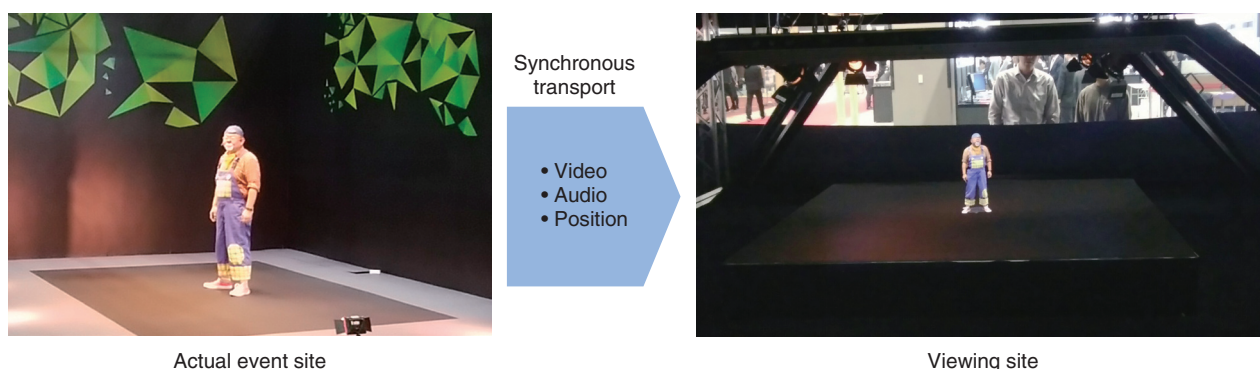 Synchronous
transport
• Video
• Audio
• Position
Actual event site
Viewing site